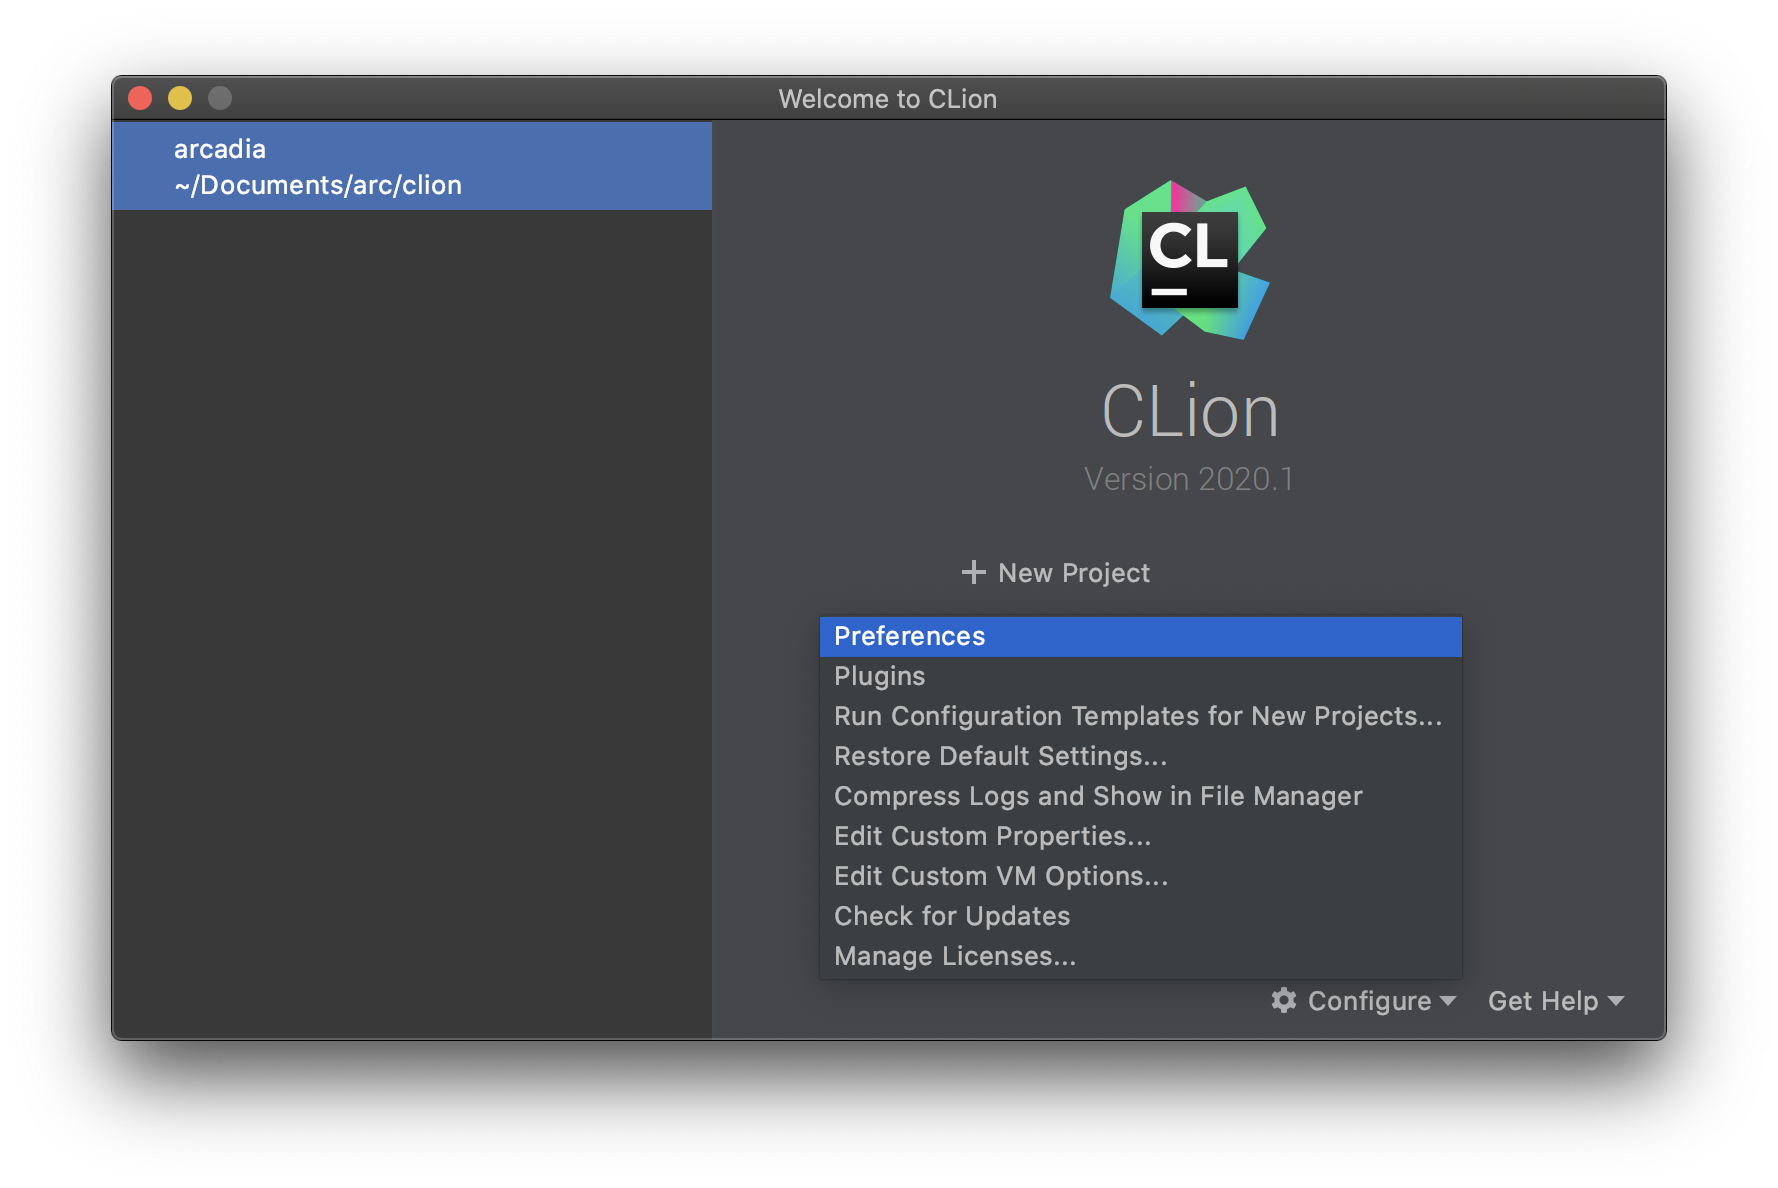 Welcome to CLion
arcadia
~/Documents/arc/clion
CL
CLion
Version 2020.1
New Project
Preferences
Plugins
Run Configuration Templates for New Projects...
Restore Default Settings...
Compress Logs and Show in File Manager
Edit Custom Properties...
Edit Custom VM Options...
Check for Updates
Manage Licenses...
Configure
Get Help